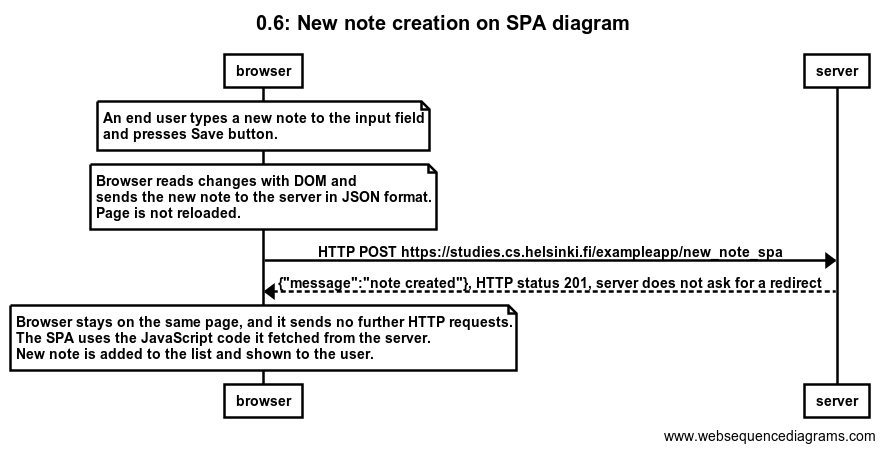 0.6: New note creation on SPA diagram
browser
server
An end user types a new note to the input field
and presses Save button.
Browser reads changes with DOM and
sends the new note to the server in JSON format.
Page is not reloaded.
HTTP POST https://studies.cs.helsinki.fi/exampleapp/new_note_spa
{"message":"note created"}, HTTP status 201, server does not ask for a redirect
Browser stays on the same page, and it sends no further HTTP requests.
The SPA uses the JavaScript code it fetched from the server.
New note is added to the list and shown to the user.
browser
server
www.websequencediagrams.com